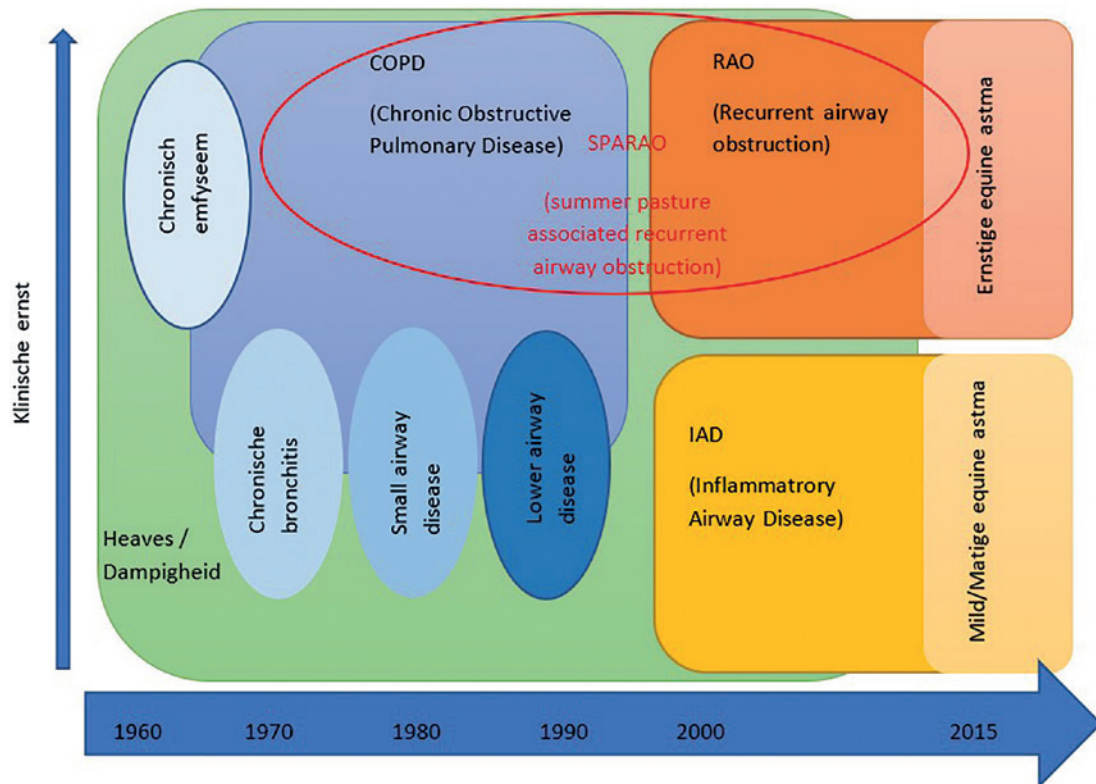 Klinische ernst
Chronisch
emfyseem
COPD
(Chronic Obstructive
Pulmonary Disease)
SPARAO
(summer pasture
associated recurrent
airway obstruction)
RAO
(Recurrent airway
obstruction)
Ernstige equine astma
Heaves /
Dampigheid
Chronische
bronchitis
Small airway
disease
Lower airway
disease
IAD
(Inflammatrory
Airway Disease)
Mild/Matige equine astma
1960 1970 1980 1990 2000 2015